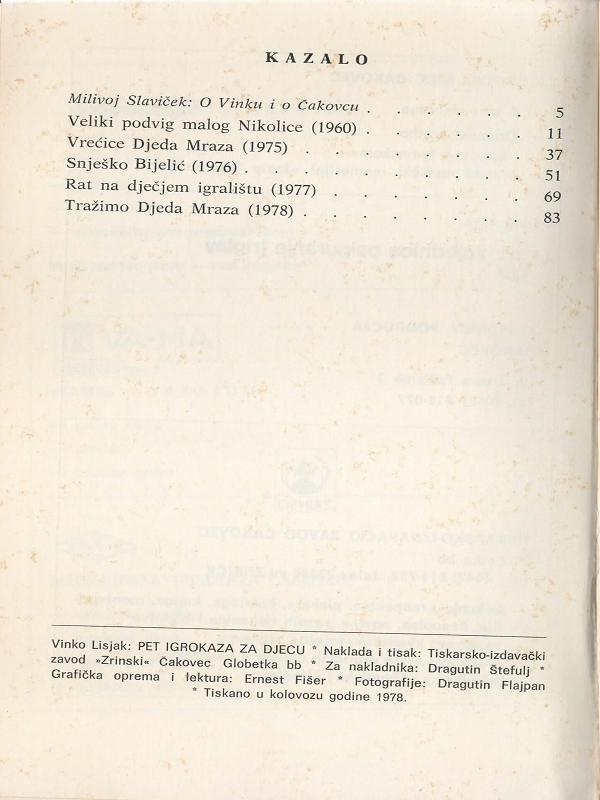 KAZALO
Milivoj Slaviček: O Vinku i o Čakovcu . . . . . . 5
Veliki podvig malog Nikolice (1960) . . . . . . 11
Vrećice Djeda Mraza (1975) . . . . . . . . 37
Snješko Bijelić (1976) . . . . . . . . . 51
Rat na dječjem igralištu (1977) . . . . . . . 69
Tražimo Djeda Mraza (1978) . . . . . . . . 83
Vinko Lisjak: PET IGROKAZA ZA DJECU * Naklada i tisak: Tiskarsko-izdavački
zavod »Zrinski« Čakovec Globetka bb * Za nakladnika: Dragutin Štefulj *
Grafička oprema i lektura: Ernest Fišer * Fotografije: Dragutin Flajpan
* Tiskano u kolovozu godine 1978.